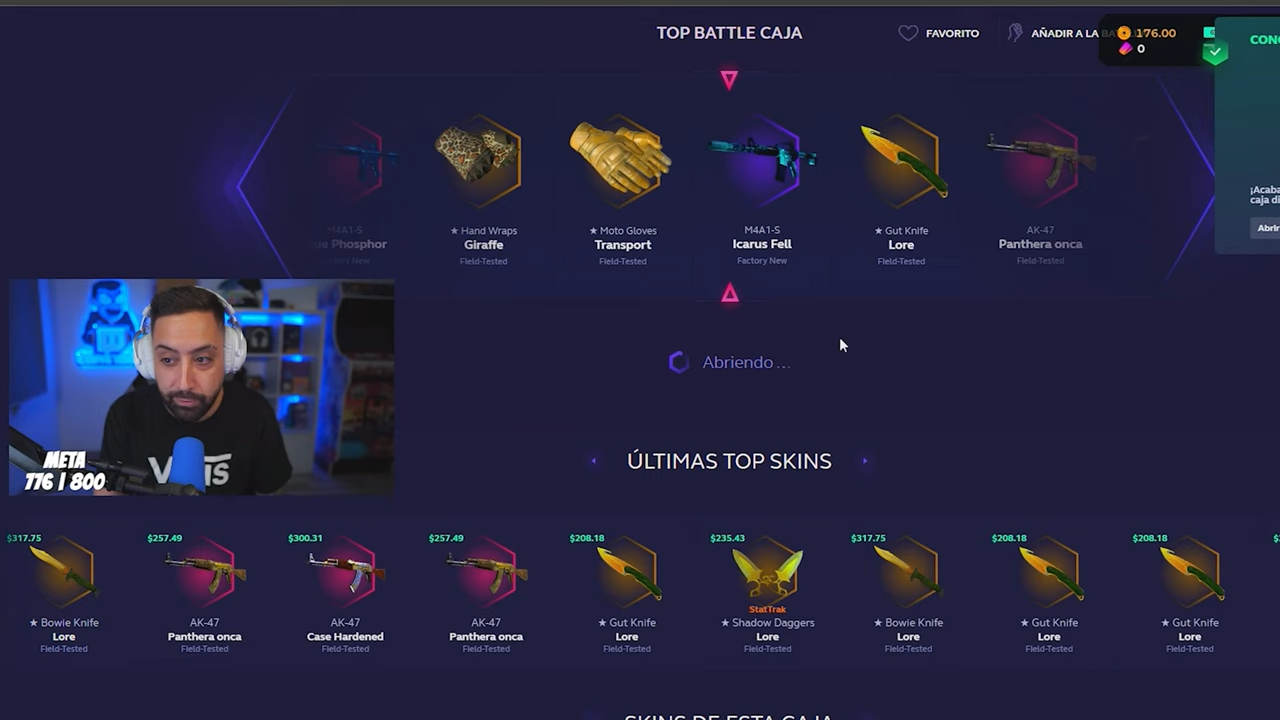 TOP BATTLE CAJA
FAVORITO
AÑADIR A LA
176.00
0
CON
¡Acaba
caja di
Abrir
M4A1-S
Phosphor
Factory New
★ Hand Wraps
Giraffe
Field-Tested
★ Moto Gloves
Transport
Field-Tested
M4A1-S
Icarus Fell
Factory New
★ Gut Knife
Lore
Field-Tested
AK-47
Panthera onca
Field-Tested
Abriendo ...
META
776 | 800
ÚLTIMAS TOP SKINS
$317.75
★ Bowie Knife
Lore
Field-Tested
$257.49
AK-47
Panthera onca
Field-Tested
$300.31
AK-47
Case Hardened
Field-Tested
$257.49
AK-47
Panthera onca
Field-Tested
$208.18
★ Gut Knife
Lore
Field-Tested
$235.43
StatTrak
★ Shadow Daggers
Lore
Field-Tested
$317.75
★ Bowie Knife
Lore
Field-Tested
$208.18
★ Gut Knife
Lore
Field-Tested
$208.18
★ Gut Knife
Lore
Field-Tested
SKINS DE ESTA CAJA